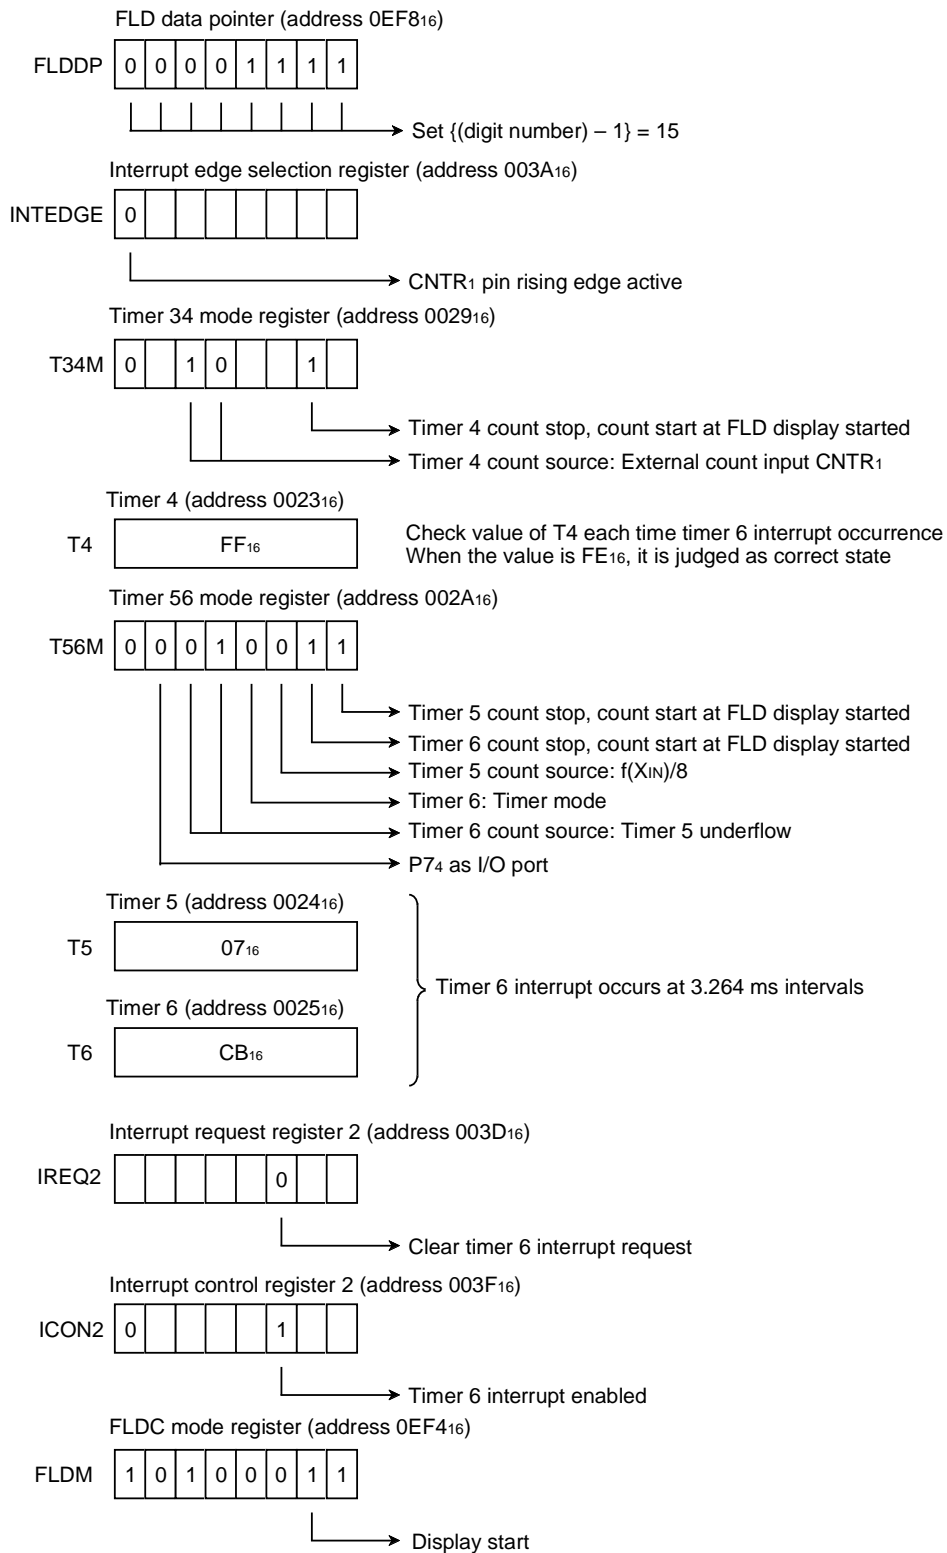 FLD data pointer (address 0EF8₁₆)
FLDDP 0 0 0 0 1 1 1 1
Set {(digit number) – 1} = 15
Interrupt edge selection register (address 003A₁₆)
INTEDGE 0
CNTR₁ pin rising edge active
Timer 34 mode register (address 0029₁₆)
T34M 0 1 0 1
Timer 4 count stop, count start at FLD display started
Timer 4 count source: External count input CNTR₁
Timer 4 (address 0023₁₆)
T4 FF₁₆
Check value of T4 each time timer 6 interrupt occurrence
When the value is FE₁₆, it is judged as correct state
Timer 56 mode register (address 002A₁₆)
T56M 0 0 0 1 0 0 1 1
Timer 5 count stop, count start at FLD display started
Timer 6 count stop, count start at FLD display started
Timer 5 count source: f(XIN)/8
Timer 6: Timer mode
Timer 6 count source: Timer 5 underflow
P7₄ as I/O port
Timer 5 (address 0024₁₆)
T5 07₁₆
Timer 6 interrupt occurs at 3.264 ms intervals
Timer 6 (address 0025₁₆)
T6 CB₁₆
Interrupt request register 2 (address 003D₁₆)
IREQ2 0
Clear timer 6 interrupt request
Interrupt control register 2 (address 003F₁₆)
ICON2 0 1
Timer 6 interrupt enabled
FLDC mode register (address 0EF4₁₆)
FLDM 1 0 1 0 0 0 1 1
Display start